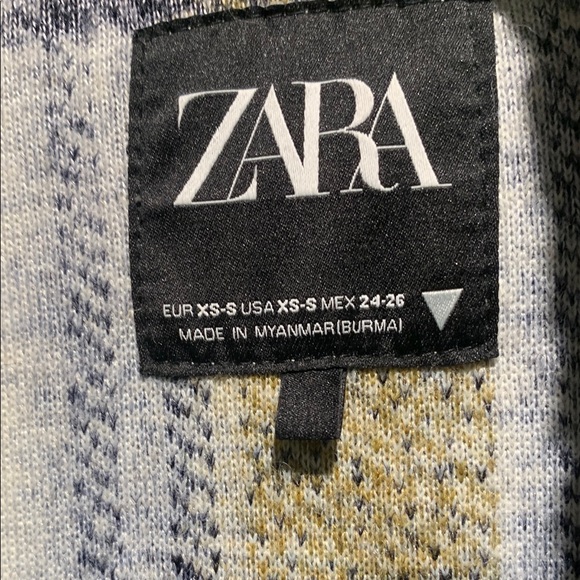 ZARA
EUR XS-S USA XS-S MEX 24-26
MADE IN MYANMAR(BURMA)